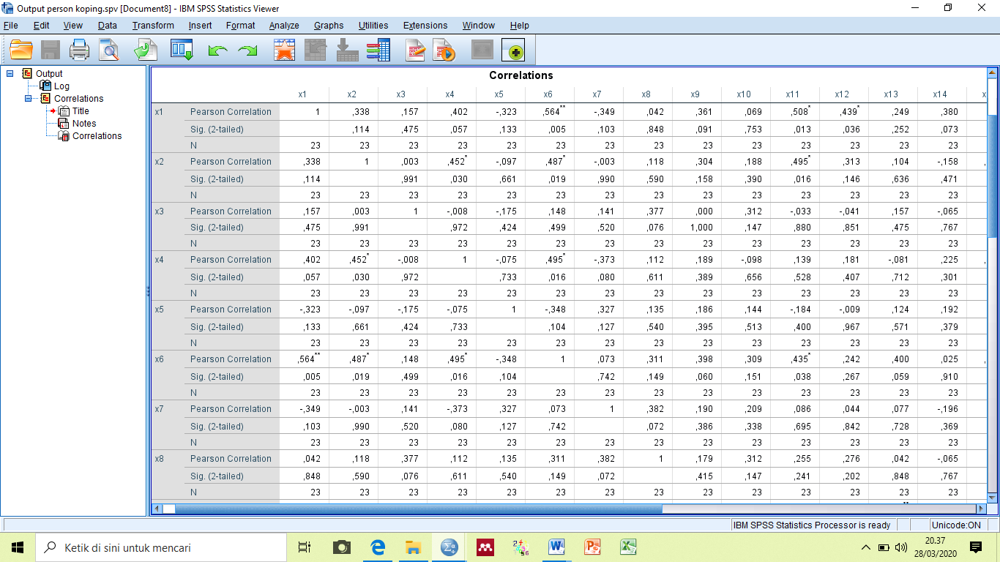 Output person koping.spv [Document8] - IBM SPSS Statistics Viewer
File Edit View Data Transform Insert Format Analyze Graphs Utilities Extensions Window Help
Output
Log
Correlations
Title
Notes
Correlations
Correlations
x1 x2 x3 x4 x5 x6 x7 x8 x9 x10 x11 x12 x13 x14
x1 Pearson Correlation 1 ,338 ,157 ,402 -,323 ,564** -,349 ,042 ,361 ,069 ,508* ,439* ,249 ,380
Sig. (2-tailed) ,114 ,475 ,057 ,133 ,005 ,103 ,848 ,091 ,753 ,013 ,036 ,252 ,073
N 23 23 23 23 23 23 23 23 23 23 23 23 23 23
x2 Pearson Correlation ,338 1 ,003 ,452* -,097 ,487* -,003 ,118 ,304 ,188 ,495* ,313 ,104 -,158
Sig. (2-tailed) ,114 ,991 ,030 ,661 ,019 ,990 ,590 ,158 ,390 ,016 ,146 ,636 ,471
N 23 23 23 23 23 23 23 23 23 23 23 23 23 23
x3 Pearson Correlation ,157 ,003 1 -,008 -,175 ,148 ,141 ,377 ,000 ,312 -,033 -,041 ,157 -,065
Sig. (2-tailed) ,475 ,991 ,972 ,424 ,499 ,520 ,076 1,000 ,147 ,880 ,851 ,475 ,767
N 23 23 23 23 23 23 23 23 23 23 23 23 23 23
x4 Pearson Correlation ,402 ,452* -,008 1 -,075 ,495* -,373 ,112 ,189 -,098 ,139 ,181 -,081 ,225
Sig. (2-tailed) ,057 ,030 ,972 ,733 ,016 ,080 ,611 ,389 ,656 ,528 ,407 ,712 ,301
N 23 23 23 23 23 23 23 23 23 23 23 23 23 23
x5 Pearson Correlation -,323 -,097 -,175 -,075 1 -,348 ,327 ,135 ,186 ,144 -,184 -,009 ,124 ,192
Sig. (2-tailed) ,133 ,661 ,424 ,733 ,104 ,127 ,540 ,395 ,513 ,400 ,967 ,571 ,379
N 23 23 23 23 23 23 23 23 23 23 23 23 23 23
x6 Pearson Correlation ,564** ,487* ,148 ,495* -,348 1 ,073 ,311 ,398 ,309 ,435* ,242 ,400 ,025
Sig. (2-tailed) ,005 ,019 ,499 ,016 ,104 ,742 ,149 ,060 ,151 ,038 ,267 ,059 ,910
N 23 23 23 23 23 23 23 23 23 23 23 23 23 23
x7 Pearson Correlation -,349 -,003 ,141 -,373 ,327 ,073 1 ,382 ,190 ,209 ,086 ,044 ,077 -,196
Sig. (2-tailed) ,103 ,990 ,520 ,080 ,127 ,742 ,072 ,386 ,338 ,695 ,842 ,728 ,369
N 23 23 23 23 23 23 23 23 23 23 23 23 23 23
x8 Pearson Correlation ,042 ,118 ,377 ,112 ,135 ,311 ,382 1 ,179 ,312 ,255 ,276 ,042 -,065
Sig. (2-tailed) ,848 ,590 ,076 ,611 ,540 ,149 ,072 ,415 ,147 ,241 ,202 ,848 ,767
N 23 23 23 23 23 23 23 23 23 23 23 23 23 23
IBM SPSS Statistics Processor is ready Unicode:ON
Ketik di sini untuk mencari
20.37
28/03/2020